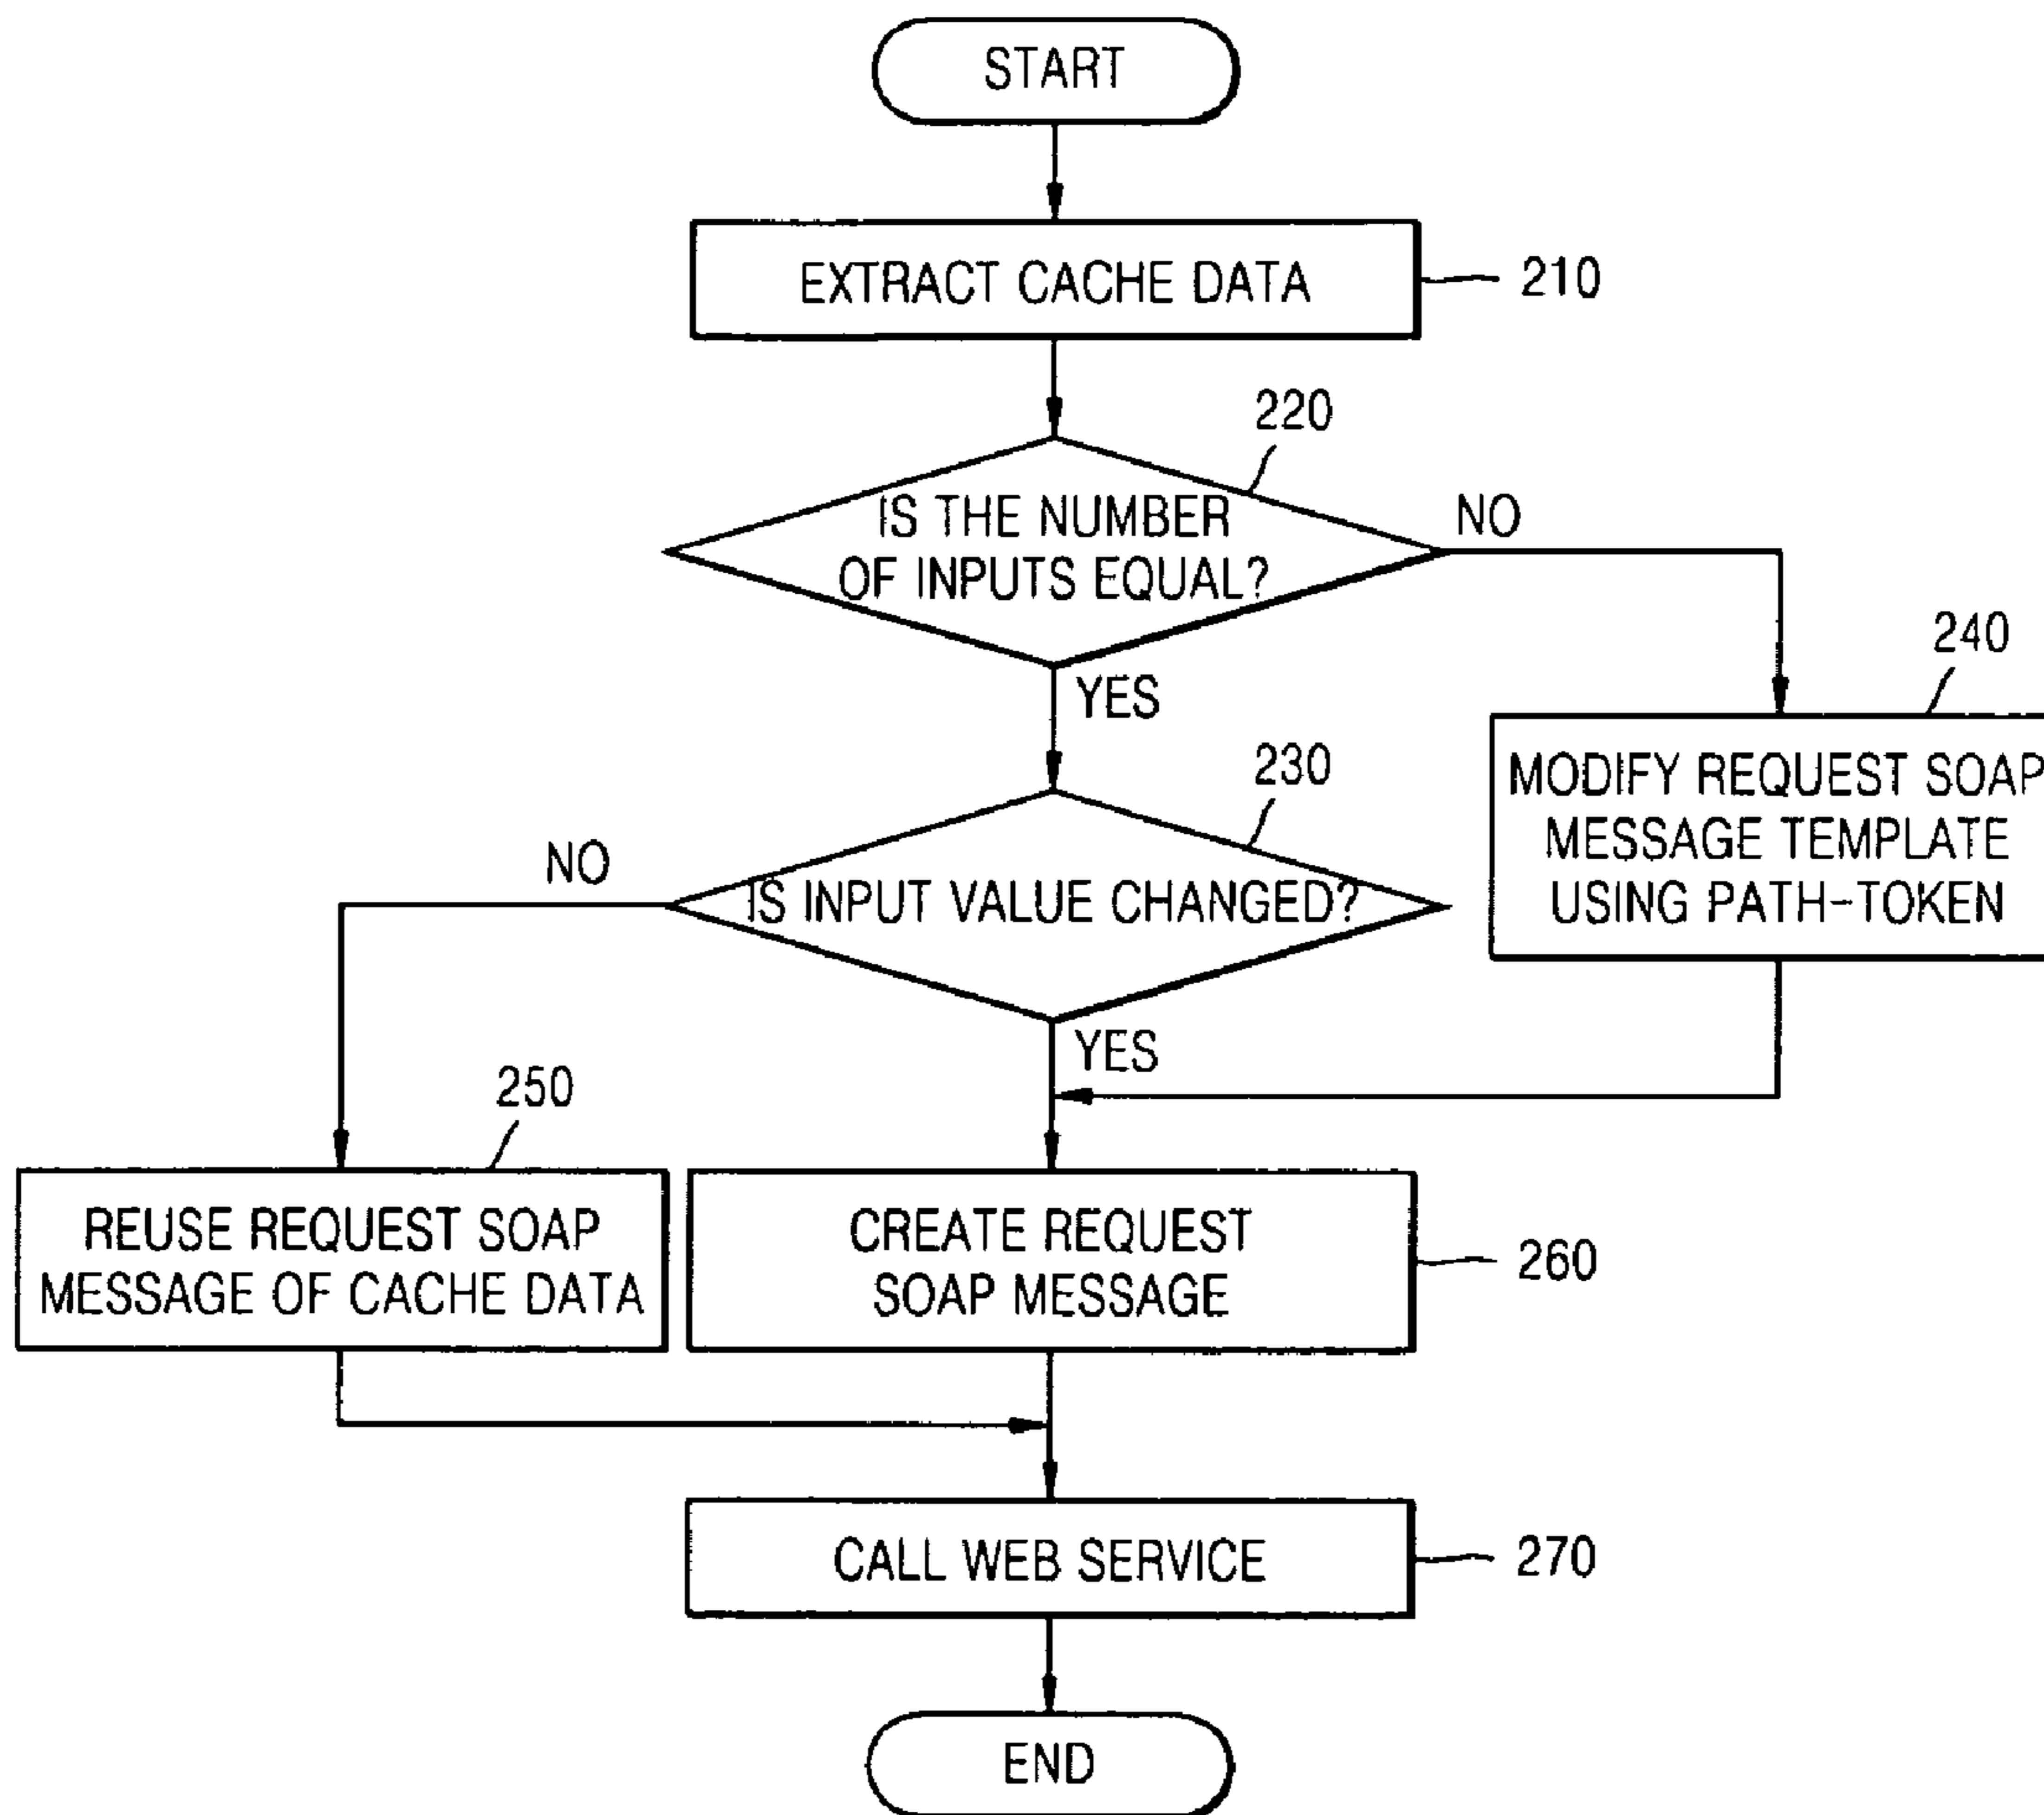 START
EXTRACT CACHE DATA
210
220
IS THE NUMBER
OF INPUTS EQUAL?
NO
YES
240
MODIFY REQUEST SOAP
MESSAGE TEMPLATE
USING PATH-TOKEN
230
IS INPUT VALUE CHANGED?
NO
YES
250
REUSE REQUEST SOAP
MESSAGE OF CACHE DATA
CREATE REQUEST
SOAP MESSAGE
260
CALL WEB SERVICE
270
END